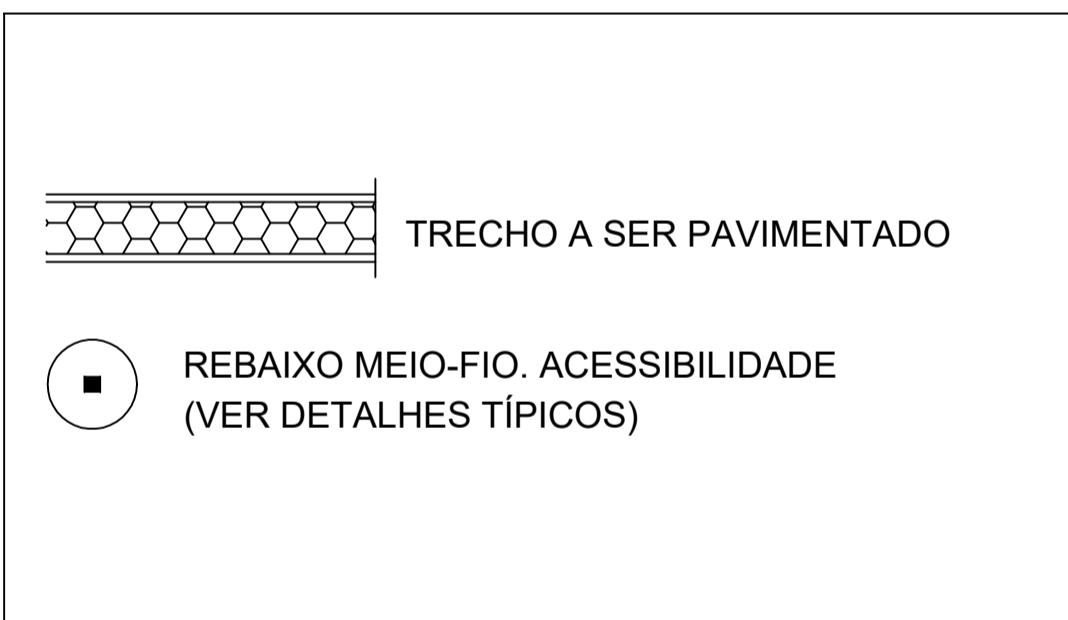 TRECHO A SER PAVIMENTADO
REBAIXO MEIO-FIO. ACESSIBILIDADE
(VER DETALHES TÍPICOS)